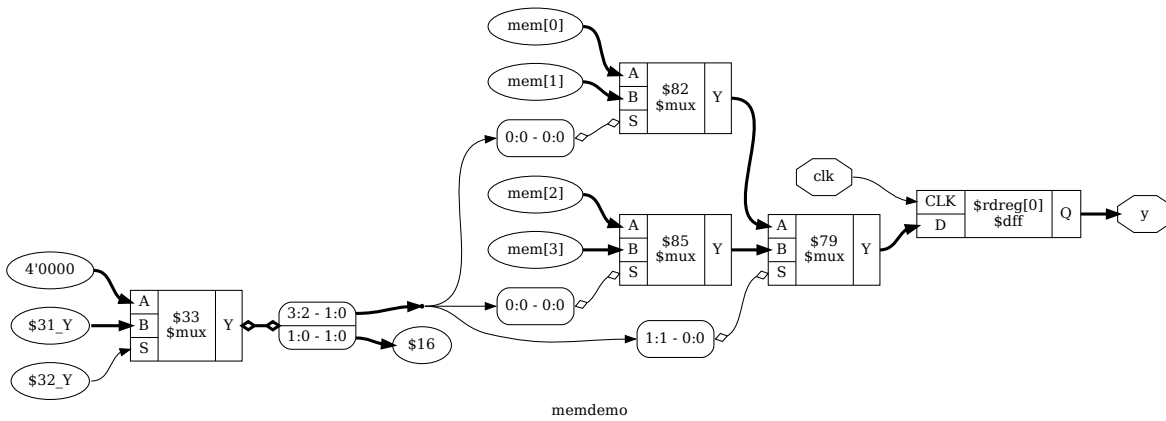 mem[0]
mem[1]
A
B
S
$82
$mux
Y
0:0 - 0:0
mem[2]
mem[3]
A
B
S
$85
$mux
Y
0:0 - 0:0
clk
A
B
S
$79
$mux
Y
CLK
D
$rdreg[0]
$dff
Q
y
4'0000
$31_Y
$32_Y
A
B
S
$33
$mux
Y
3:2 - 1:0
1:0 - 1:0
$16
1:1 - 0:0
memdemo